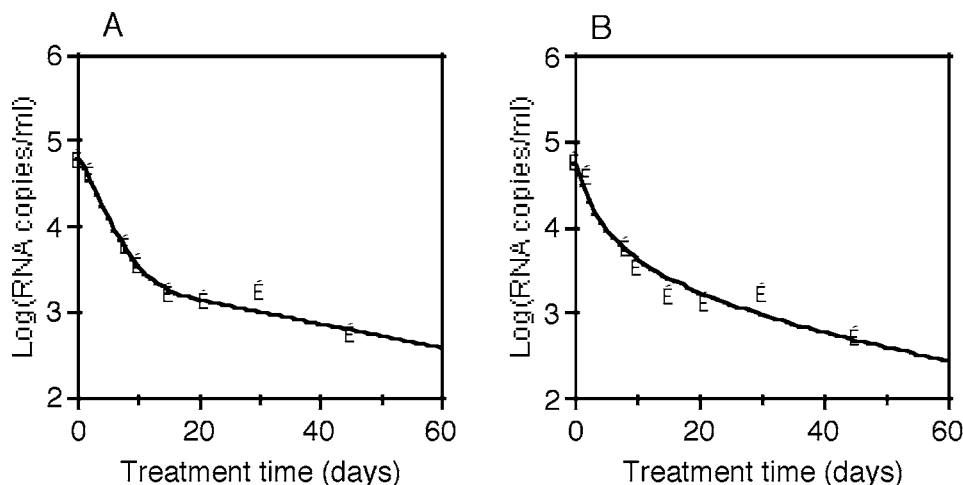 A
B
6
5
4
3
2
Log(RNA copies/ml)
0
20
40
60
Treatment time (days)
É
É
É
É
É
É
É
É
6
5
4
3
2
Log(RNA copies/ml)
0
20
40
60
Treatment time (days)
É
É
É
É
É
É
É
É